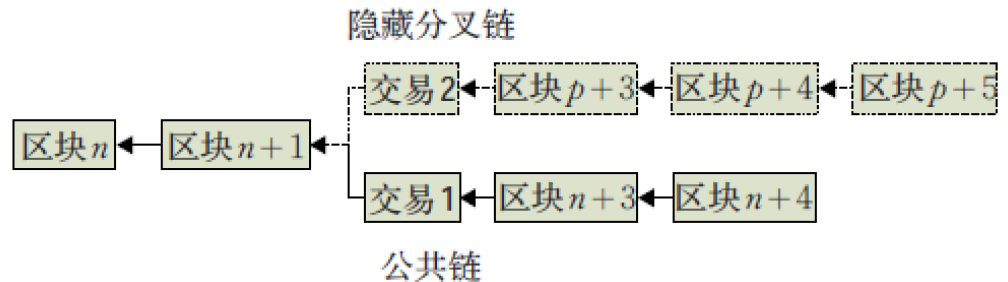 隐藏分叉链
交易2 区块p+3 区块p+4 区块p+5
区块n 区块n+1
交易1 区块n+3 区块n+4
公共链